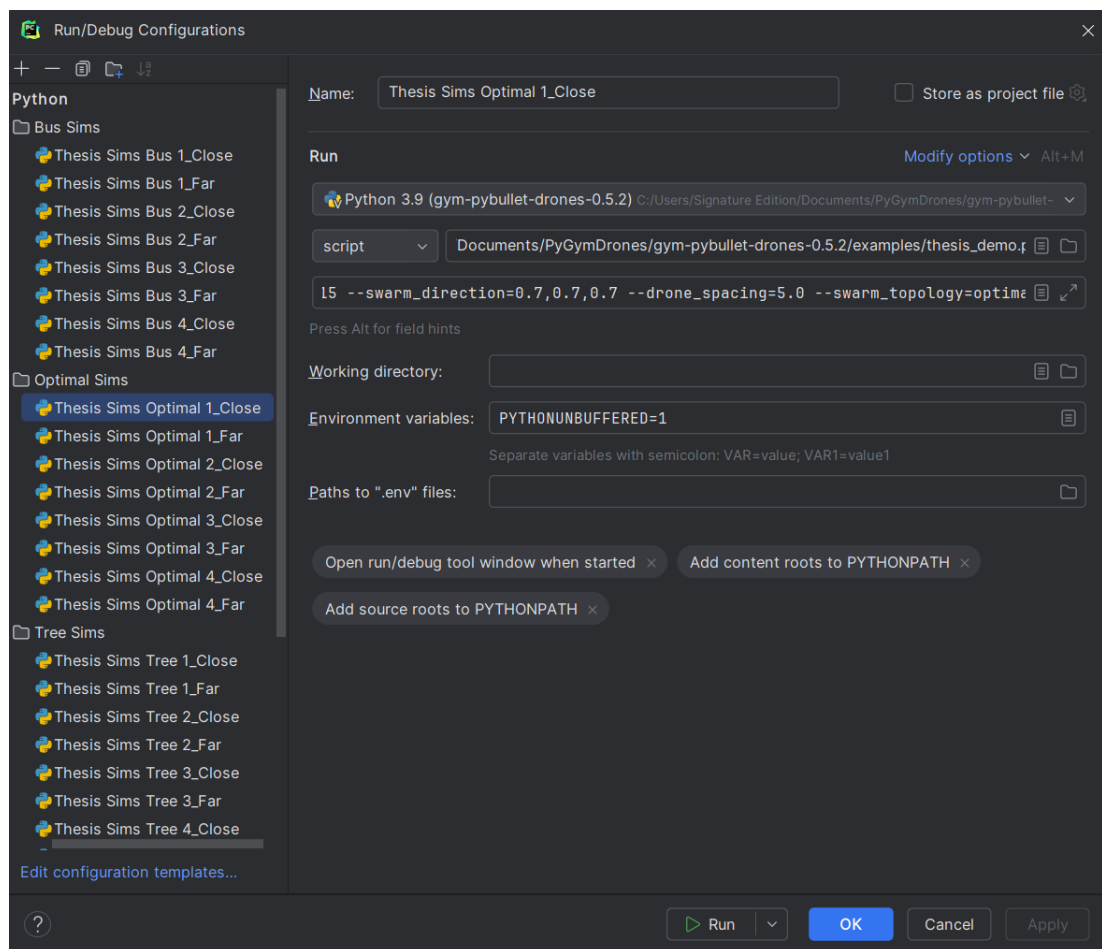 Run/Debug Configurations
Python
Bus Sims
Thesis Sims Bus 1_Close
Thesis Sims Bus 1_Far
Thesis Sims Bus 2_Close
Thesis Sims Bus 2_Far
Thesis Sims Bus 3_Close
Thesis Sims Bus 3_Far
Thesis Sims Bus 4_Close
Thesis Sims Bus 4_Far
Optimal Sims
Thesis Sims Optimal 1_Close
Thesis Sims Optimal 1_Far
Thesis Sims Optimal 2_Close
Thesis Sims Optimal 2_Far
Thesis Sims Optimal 3_Close
Thesis Sims Optimal 3_Far
Thesis Sims Optimal 4_Close
Thesis Sims Optimal 4_Far
Tree Sims
Thesis Sims Tree 1_Close
Thesis Sims Tree 1_Far
Thesis Sims Tree 2_Close
Thesis Sims Tree 2_Far
Thesis Sims Tree 3_Close
Thesis Sims Tree 3_Far
Thesis Sims Tree 4_Close
Edit configuration templates...
Name: Thesis Sims Optimal 1_Close Store as project file
Run Modify options Alt+M
Python 3.9 (gym-pybullet-drones-0.5.2) C:/Users/Signature Edition/Documents/PyGymDrones/gym-pybullet-
script Documents/PyGymDrones/gym-pybullet-drones-0.5.2/examples/thesis_demo.p
15 --swarm_direction=0.7,0.7,0.7 --drone_spacing=5.0 --swarm_topology=optima
Press Alt for field hints
Working directory:
Environment variables: PYTHONUNBUFFERED=1
Separate variables with semicolon: VAR=value; VAR1=value1
Paths to ".env" files:
Open run/debug tool window when started × Add content roots to PYTHONPATH ×
Add source roots to PYTHONPATH ×
? Run OK Cancel Apply